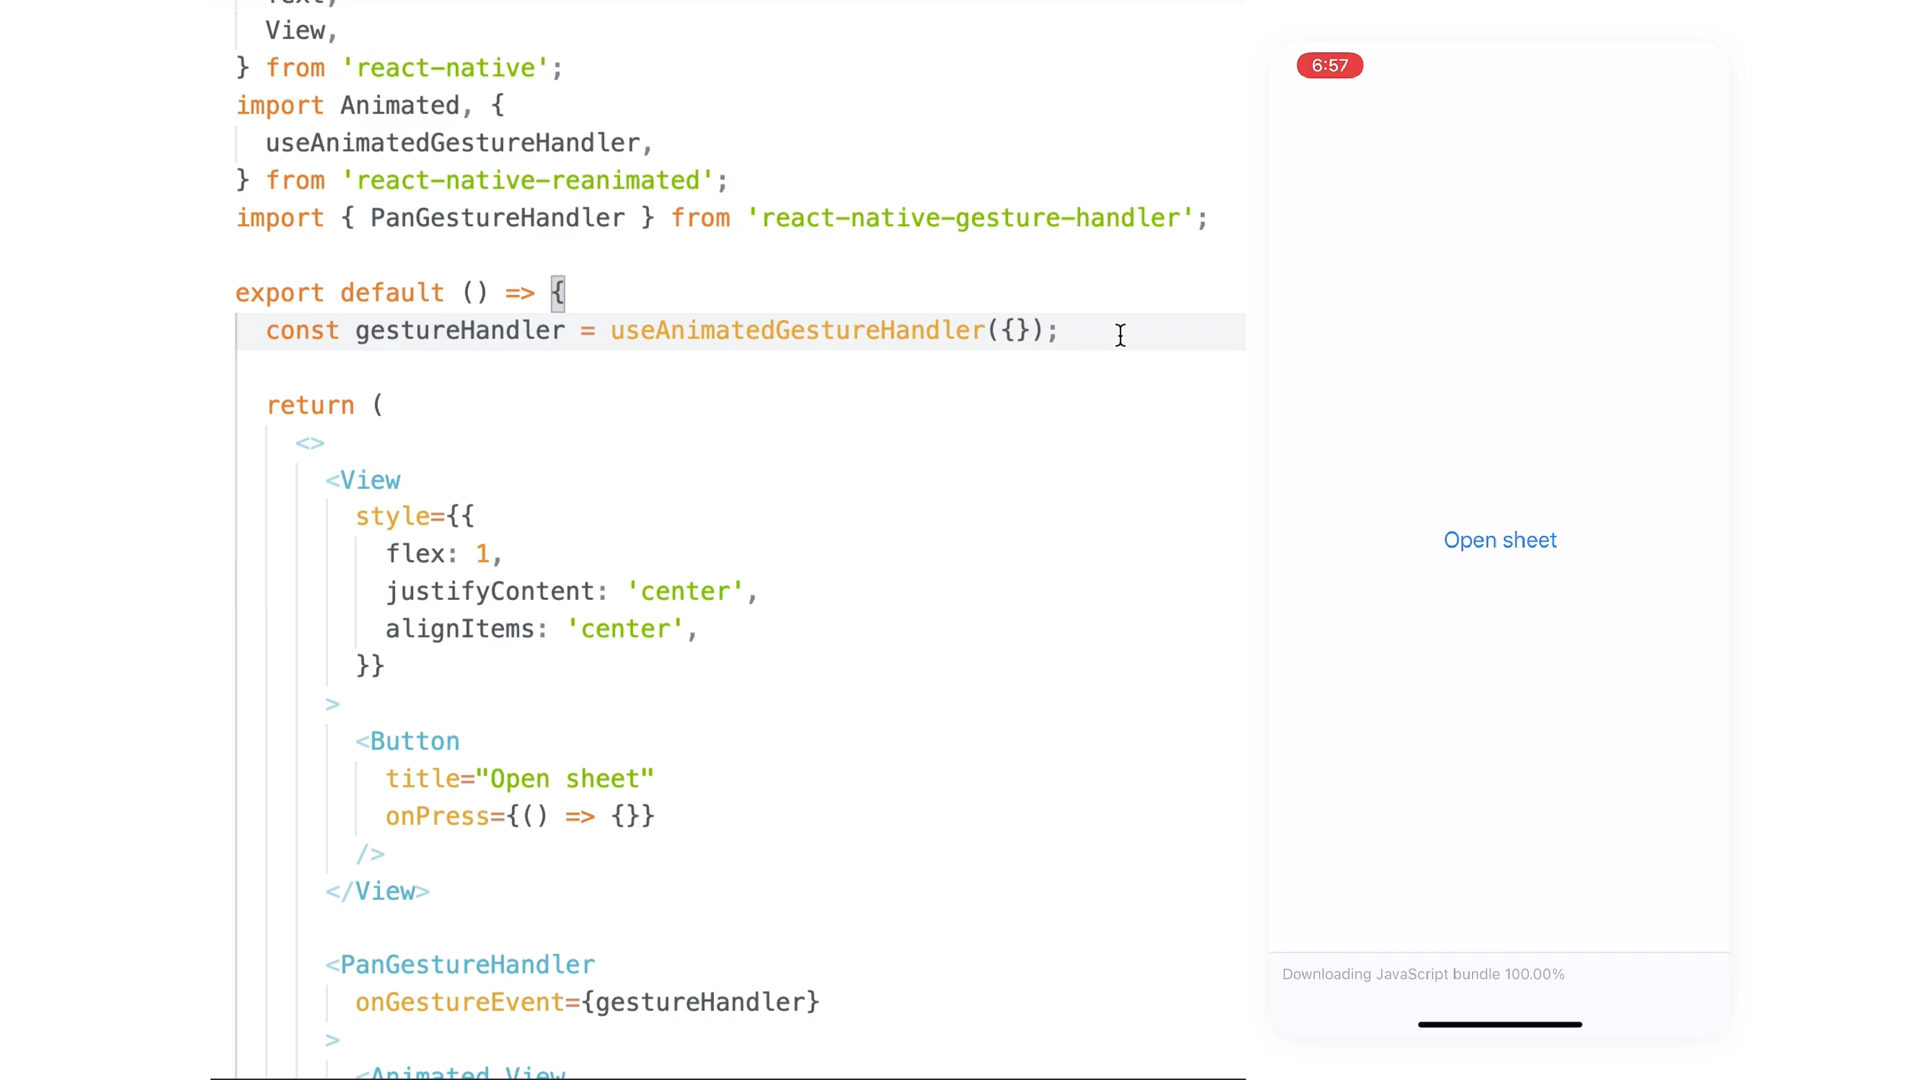 View,
} from 'react-native';
import Animated, {
useAnimatedGestureHandler,
} from 'react-native-reanimated';
import { PanGestureHandler } from 'react-native-gesture-handler';
export default () => {
const gestureHandler = useAnimatedGestureHandler({});
return (
<>
<View
style={{
flex: 1,
justifyContent: 'center',
alignItems: 'center',
}}
>
<Button
title="Open sheet"
onPress={() => {}}
/>
</View>
<PanGestureHandler
onGestureEvent={gestureHandler}
>
<Animated.View
6:57
Open sheet
Downloading JavaScript bundle 100.00%